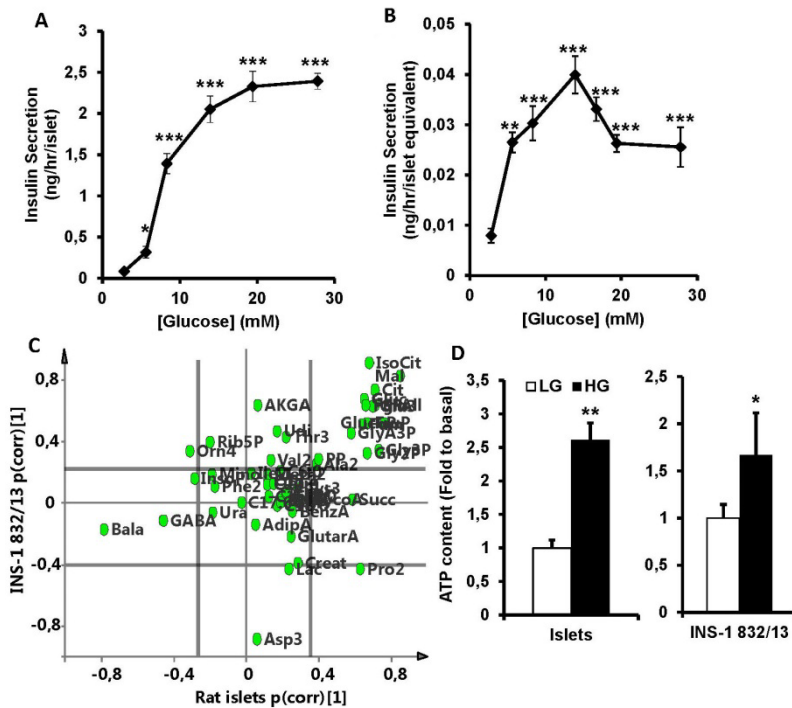 A
Insulin Secretion
(ng/hr/islet)
3
2,5
2
1,5
1
0,5
0
*
***
***
***
***
0 10 20 30
[Glucose] (mM)
B
Insulin Secretion
(ng/hr/islet equivalent)
0,05
0,04
0,03
0,02
0,01
0
**
***
***
***
***
***
0 10 20 30
[Glucose] (mM)
C
INS-1 832/13 p(corr)[1]
0,8
0,4
0
-0,4
-0,8
IsoCit
Mal
Cit
AKGA
Udi
Thr3
GlyA3P
Gly3P
Gly2P
Rib5P
Orn4
Val2
PP
Ala2
Phe2
Succ
Ura
BenzA
GABA
Bala
AdipA
GlutarA
Creat
Lac
Pro2
Asp3
-0,8 -0,4 0 0,4 0,8
Rat islets p(corr)[1]
D
LG HG
ATP content (Fold to basal)
3,5
3
2,5
2
1,5
1
0,5
0
**
Islets
2,5
2
1,5
1
0,5
0
*
INS-1 832/13